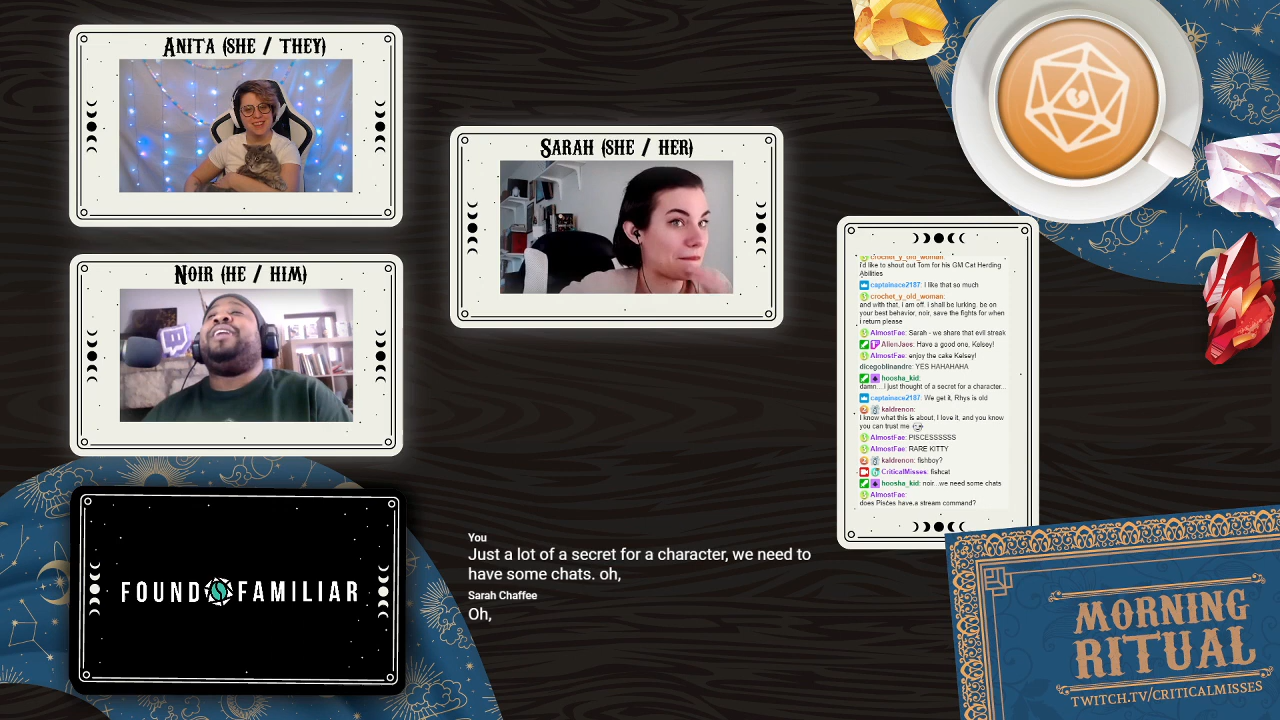 ANITA (SHE / THEY)
SARAH (SHE / HER)
NOIR (HE / HIM)
crochet_y_old_woman:
I'd like to shout out Tom for his GM Cat Herding
Abilities
captainace2187: I like that so much
crochet_y_old_woman:
and with that, I am off. I shall be lurking. be on
your best behavior, noir, save the fights for when
I return please
AlmostFae: Sarah - we share that evil streak
AllenJaes: Have a good one, Kelsey!
AlmostFae: enjoy the cake Kelsey!
dicegoblinandre: YES HAHAHAHA
hoosha_kid:
damn... I just thought of a secret for a character...
captainace2187: We get it, Rhys is old
kaldrenon:
I know what this is about, I love it, and you know
you can trust me
AlmostFae: PISCESSSSSS
AlmostFae: RARE KITTY
kaldrenon: fishboy?
CriticalMisses: fishcat
hoosha_kid: noir...we need some chats
AlmostFae:
does Pisces have a stream command?
FOUND FAMILIAR
You
Just a lot of a secret for a character, we need to
have some chats. oh,
Sarah Chaffee
Oh,
MORNING
RITUAL
TWITCH.TV/CRITICALMISSES